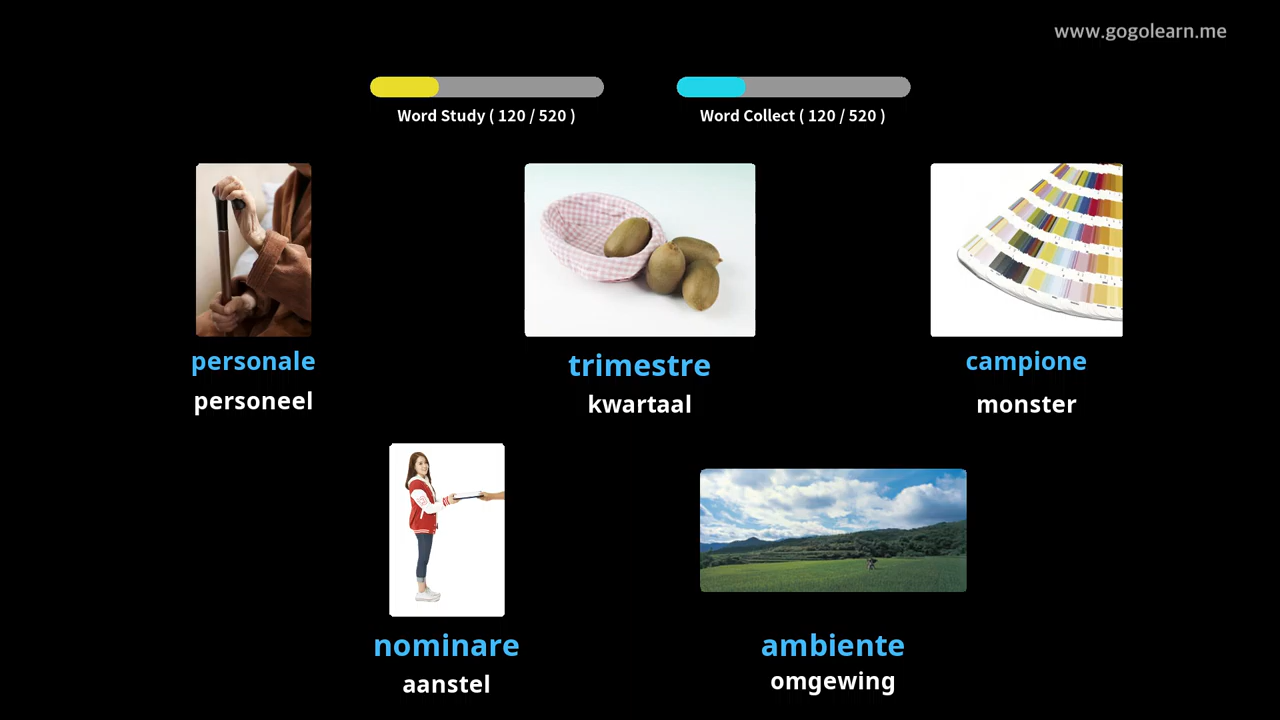 www.gogolearn.me
Word Study ( 120 / 520 )
Word Collect ( 120 / 520 )
personale
personeel
trimestre
kwartaal
campione
monster
nominare
aanstel
ambiente
omgewing